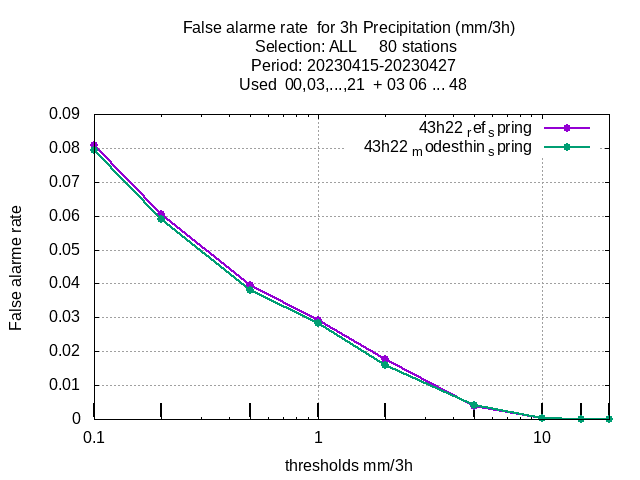 False alarme rate  for 3h Precipitation (mm/3h)
Selection: ALL     80 stations
Period: 20230415-20230427
Used  00,03,...,21  + 03 06 ... 48
43h22 ref spring
43h22 modesthin spring
0.09
0.08
0.07
0.06
0.05
0.04
0.03
0.02
0.01
0
False alarme rate
0.1 1 10
thresholds mm/3h